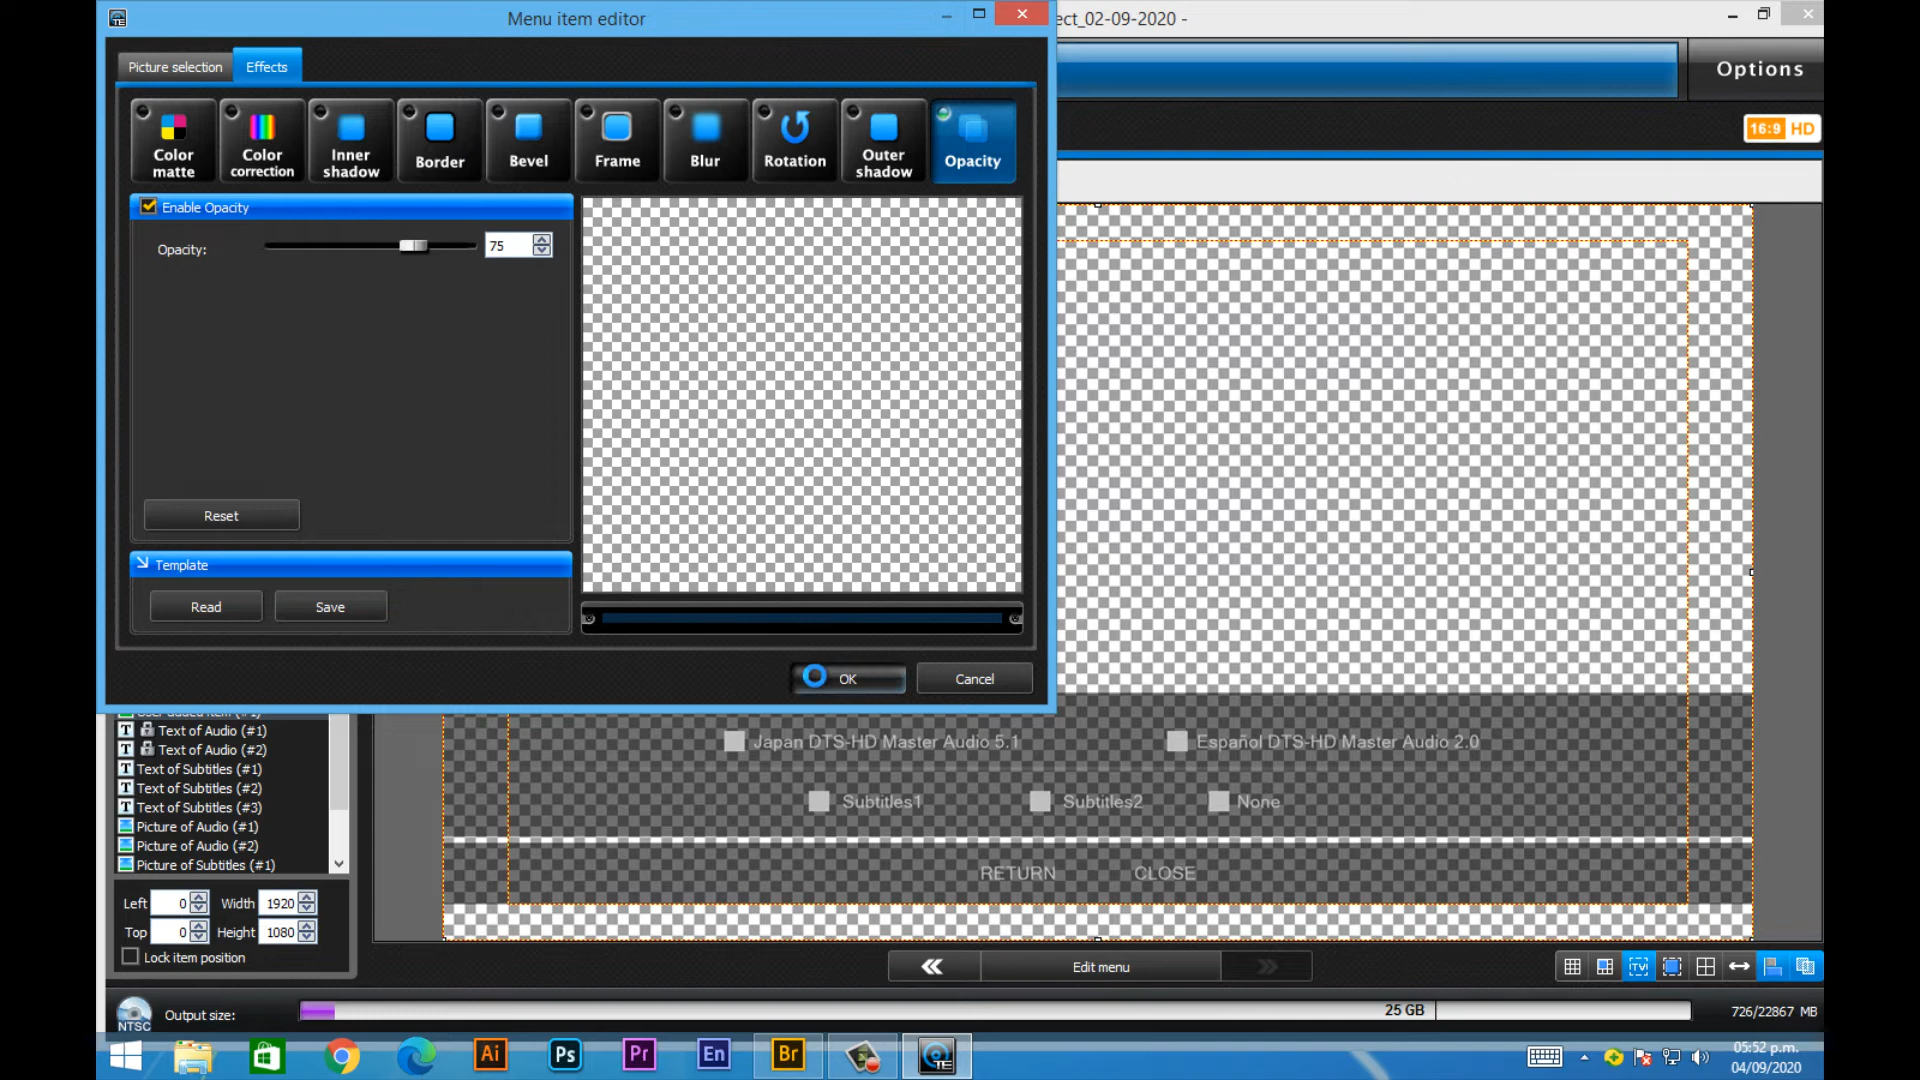 TE
Menu item editor
ect_02-09-2020 -
Picture selection
Effects
Options
16:9 HD
Color matte
Color correction
Inner shadow
Border
Bevel
Frame
Blur
Rotation
Outer shadow
Opacity
Enable Opacity
Opacity:
75
Reset
Template
Read
Save
OK
Cancel
Text of Audio (#1)
Text of Audio (#2)
Text of Subtitles (#1)
Text of Subtitles (#2)
Text of Subtitles (#3)
Picture of Audio (#1)
Picture of Audio (#2)
Picture of Subtitles (#1)
Japan DTS-HD Master Audio 5.1
Español DTS-HD Master Audio 2.0
Subtitles1
Subtitles2
None
RETURN
CLOSE
Left 0 Width 1920
Top 0 Height 1080
Lock item position
Edit menu
TV
NTSC
Output size:
25 GB
726/22867 MB
Ai
Ps
Pr
En
Br
TE
05:52 p.m.
04/09/2020